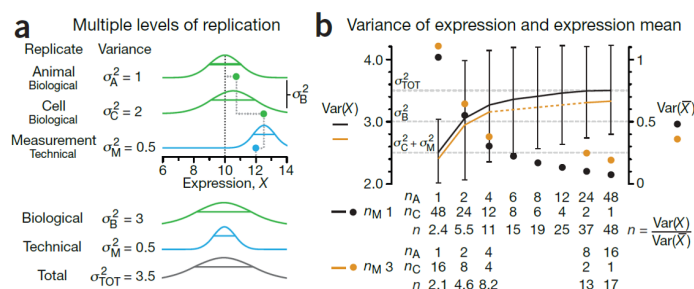 a Multiple levels of replication
Replicate Variance
Animal
Biological
σ²A = 1
Cell
Biological
σ²C = 2
σ²B
Measurement
Technical
σ²M = 0.5
6 8 10 12 14
Expression, X
Biological σ²B = 3
Technical σ²M = 0.5
Total σ²TOT = 3.5
b Variance of expression and expression mean
4.0
3.0
2.0
Var(X)
σ²TOT
σ²B
σ²C + σ²M
1
0.5
0
Var(X̅)
nA 1 2 4 6 8 12 24 48
nM 1 nC 48 24 12 8 6 4 2 1
n 2.4 5.5 11 15 19 25 37 48
n = Var(X) / Var(X̅)
nA 1 2 4 8 16
nM 3 nC 16 8 4 2 1
n 2.1 4.6 8.2 13 17